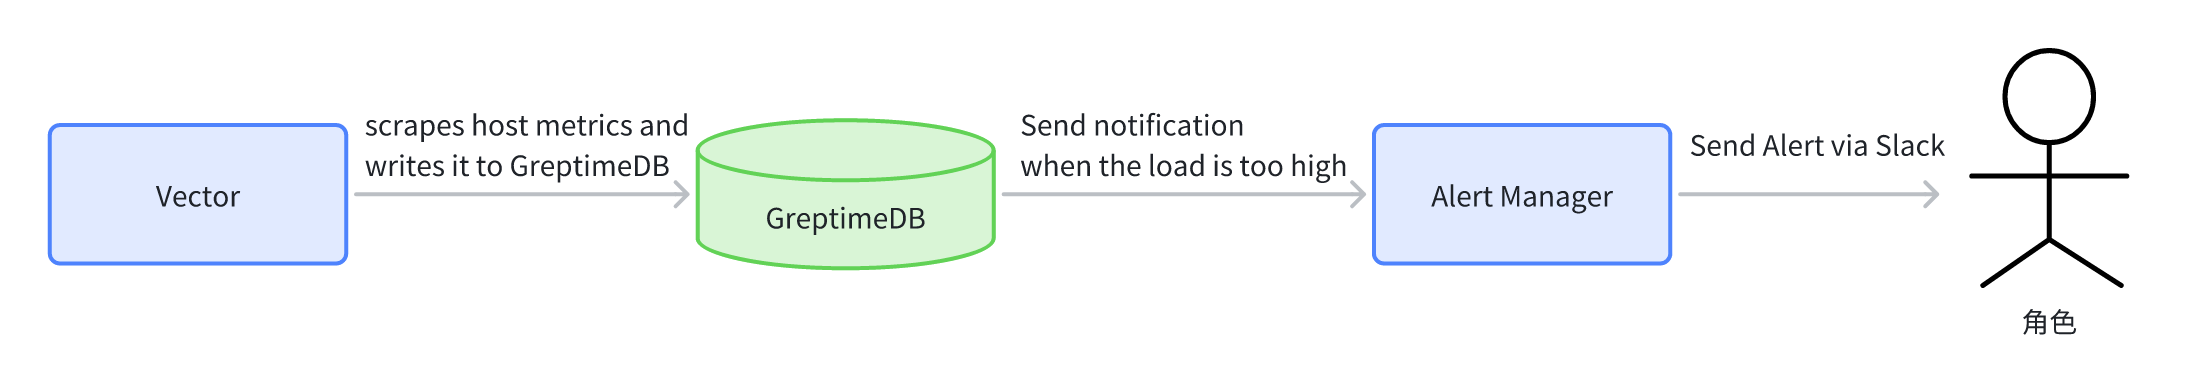 Vector
scrapes host metrics and
writes it to GreptimeDB
GreptimeDB
Send notification
when the load is too high
Alert Manager
Send Alert via Slack
角色